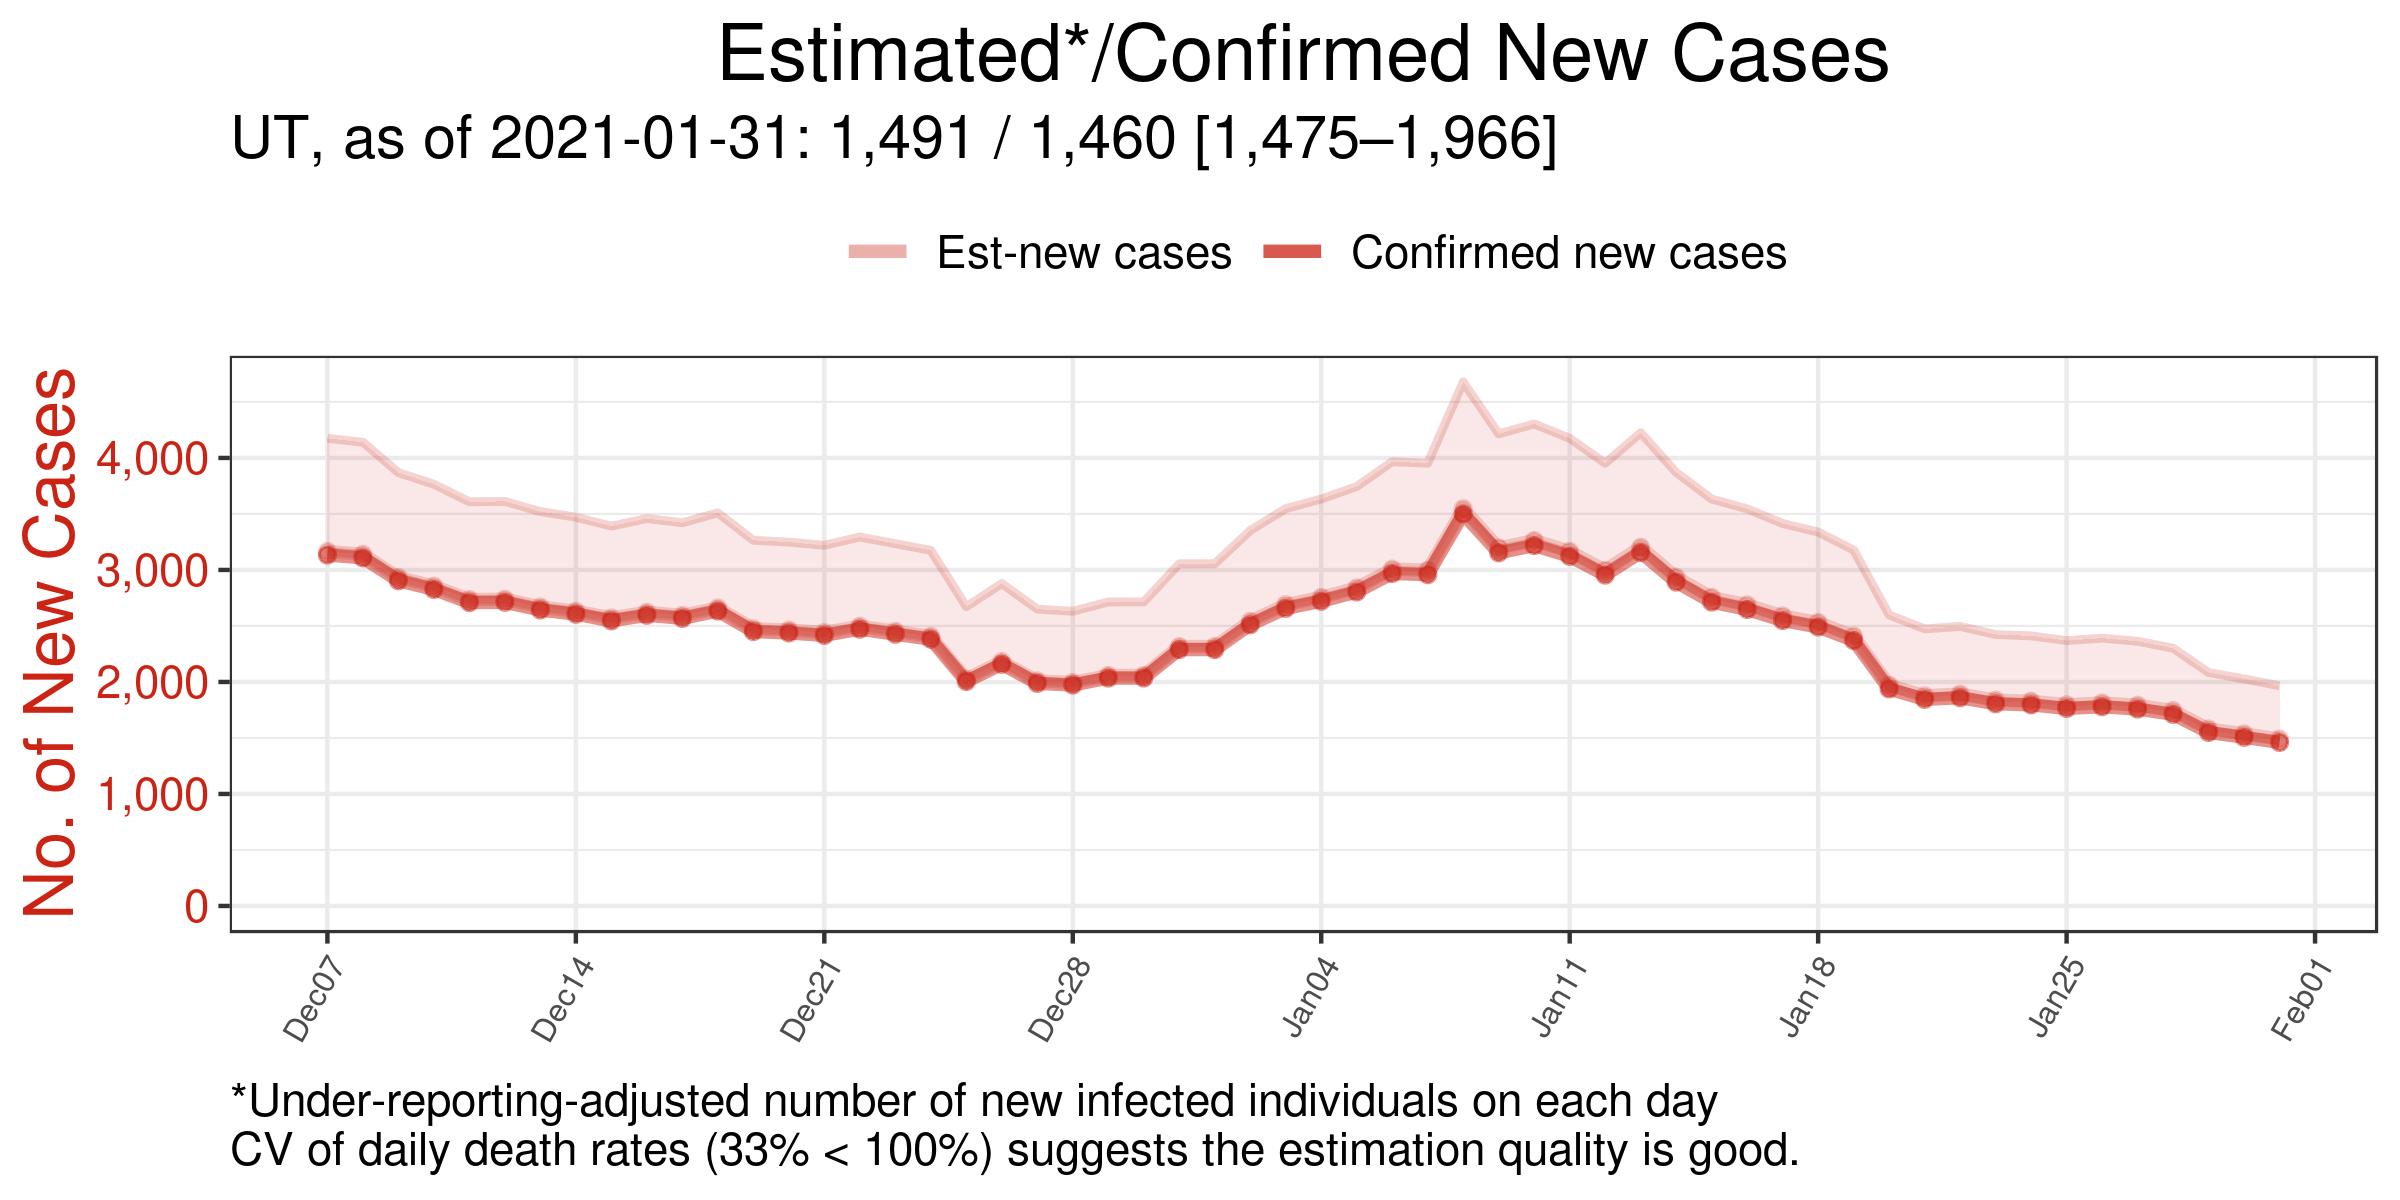 Estimated*/Confirmed New Cases
UT, as of 2021-01-31: 1,491 / 1,460 [1,475–1,966]
Est-new cases
Confirmed new cases
No. of New Cases
4,000
3,000
2,000
1,000
0
Dec07
Dec14
Dec21
Dec28
Jan04
Jan11
Jan18
Jan25
Feb01
*Under-reporting-adjusted number of new infected individuals on each day
CV of daily death rates (33% < 100%) suggests the estimation quality is good.